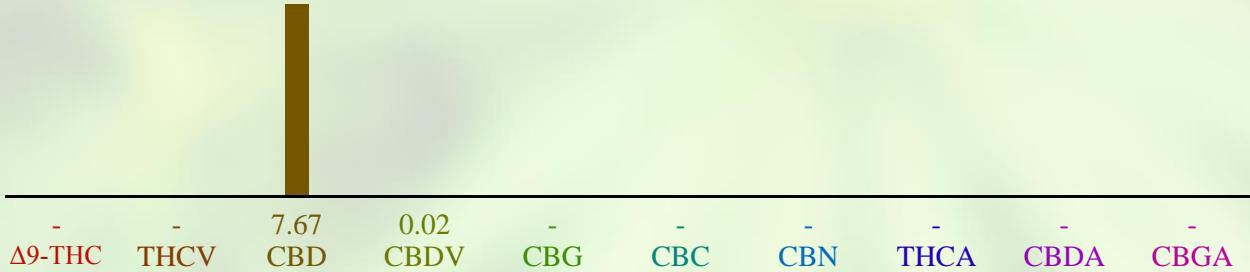 - - 7.67 0.02 - - - - - -
Δ9-THC THCV CBD CBDV CBG CBC CBN THCA CBDA CBGA